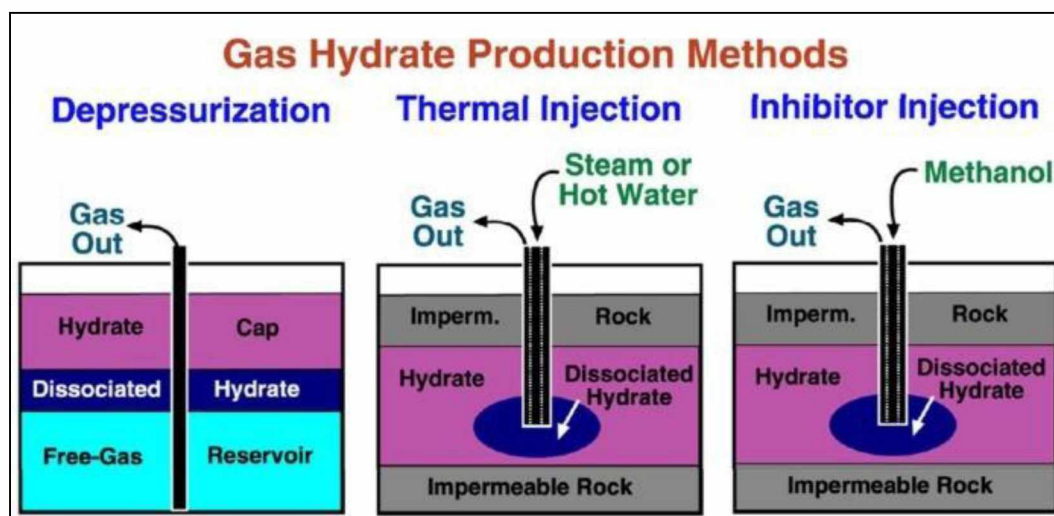 Gas Hydrate Production Methods
Depressurization
Gas
Out
Hydrate Cap
Dissociated Hydrate
Free-Gas Reservoir
Thermal Injection
Steam or
Hot Water
Gas
Out
Imperm. Rock
Hydrate
Dissociated
Hydrate
Impermeable Rock
Inhibitor Injection
Methanol
Gas
Out
Imperm. Rock
Hydrate
Dissociated
Hydrate
Impermeable Rock